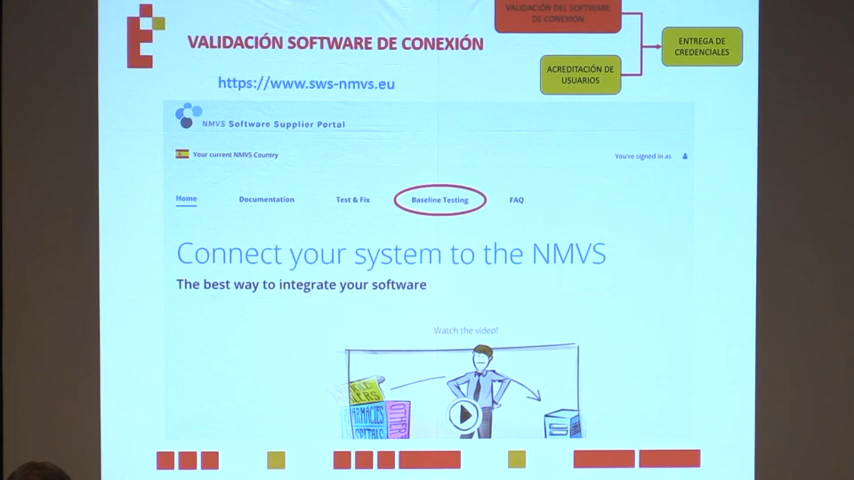 VALIDACIÓN DEL SOFTWARE
DE CONEXIÓN
VALIDACIÓN SOFTWARE DE CONEXIÓN
ENTREGA DE
CREDENCIALES
ACREDITACIÓN DE
USUARIOS
https://www.sws-nmvs.eu
NMVS Software Supplier Portal
Your current NMVS Country
You're signed in as
Home Documentation Test & Fix Baseline Testing FAQ
Connect your system to the NMVS
The best way to integrate your software
Watch the video!